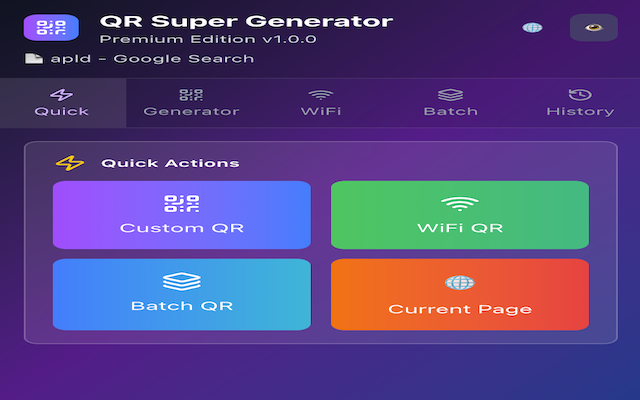 QR Super Generator
Premium Edition v1.0.0
apld - Google Search
Quick Generator WiFi Batch History
Quick Actions
Custom QR WiFi QR
Batch QR Current Page